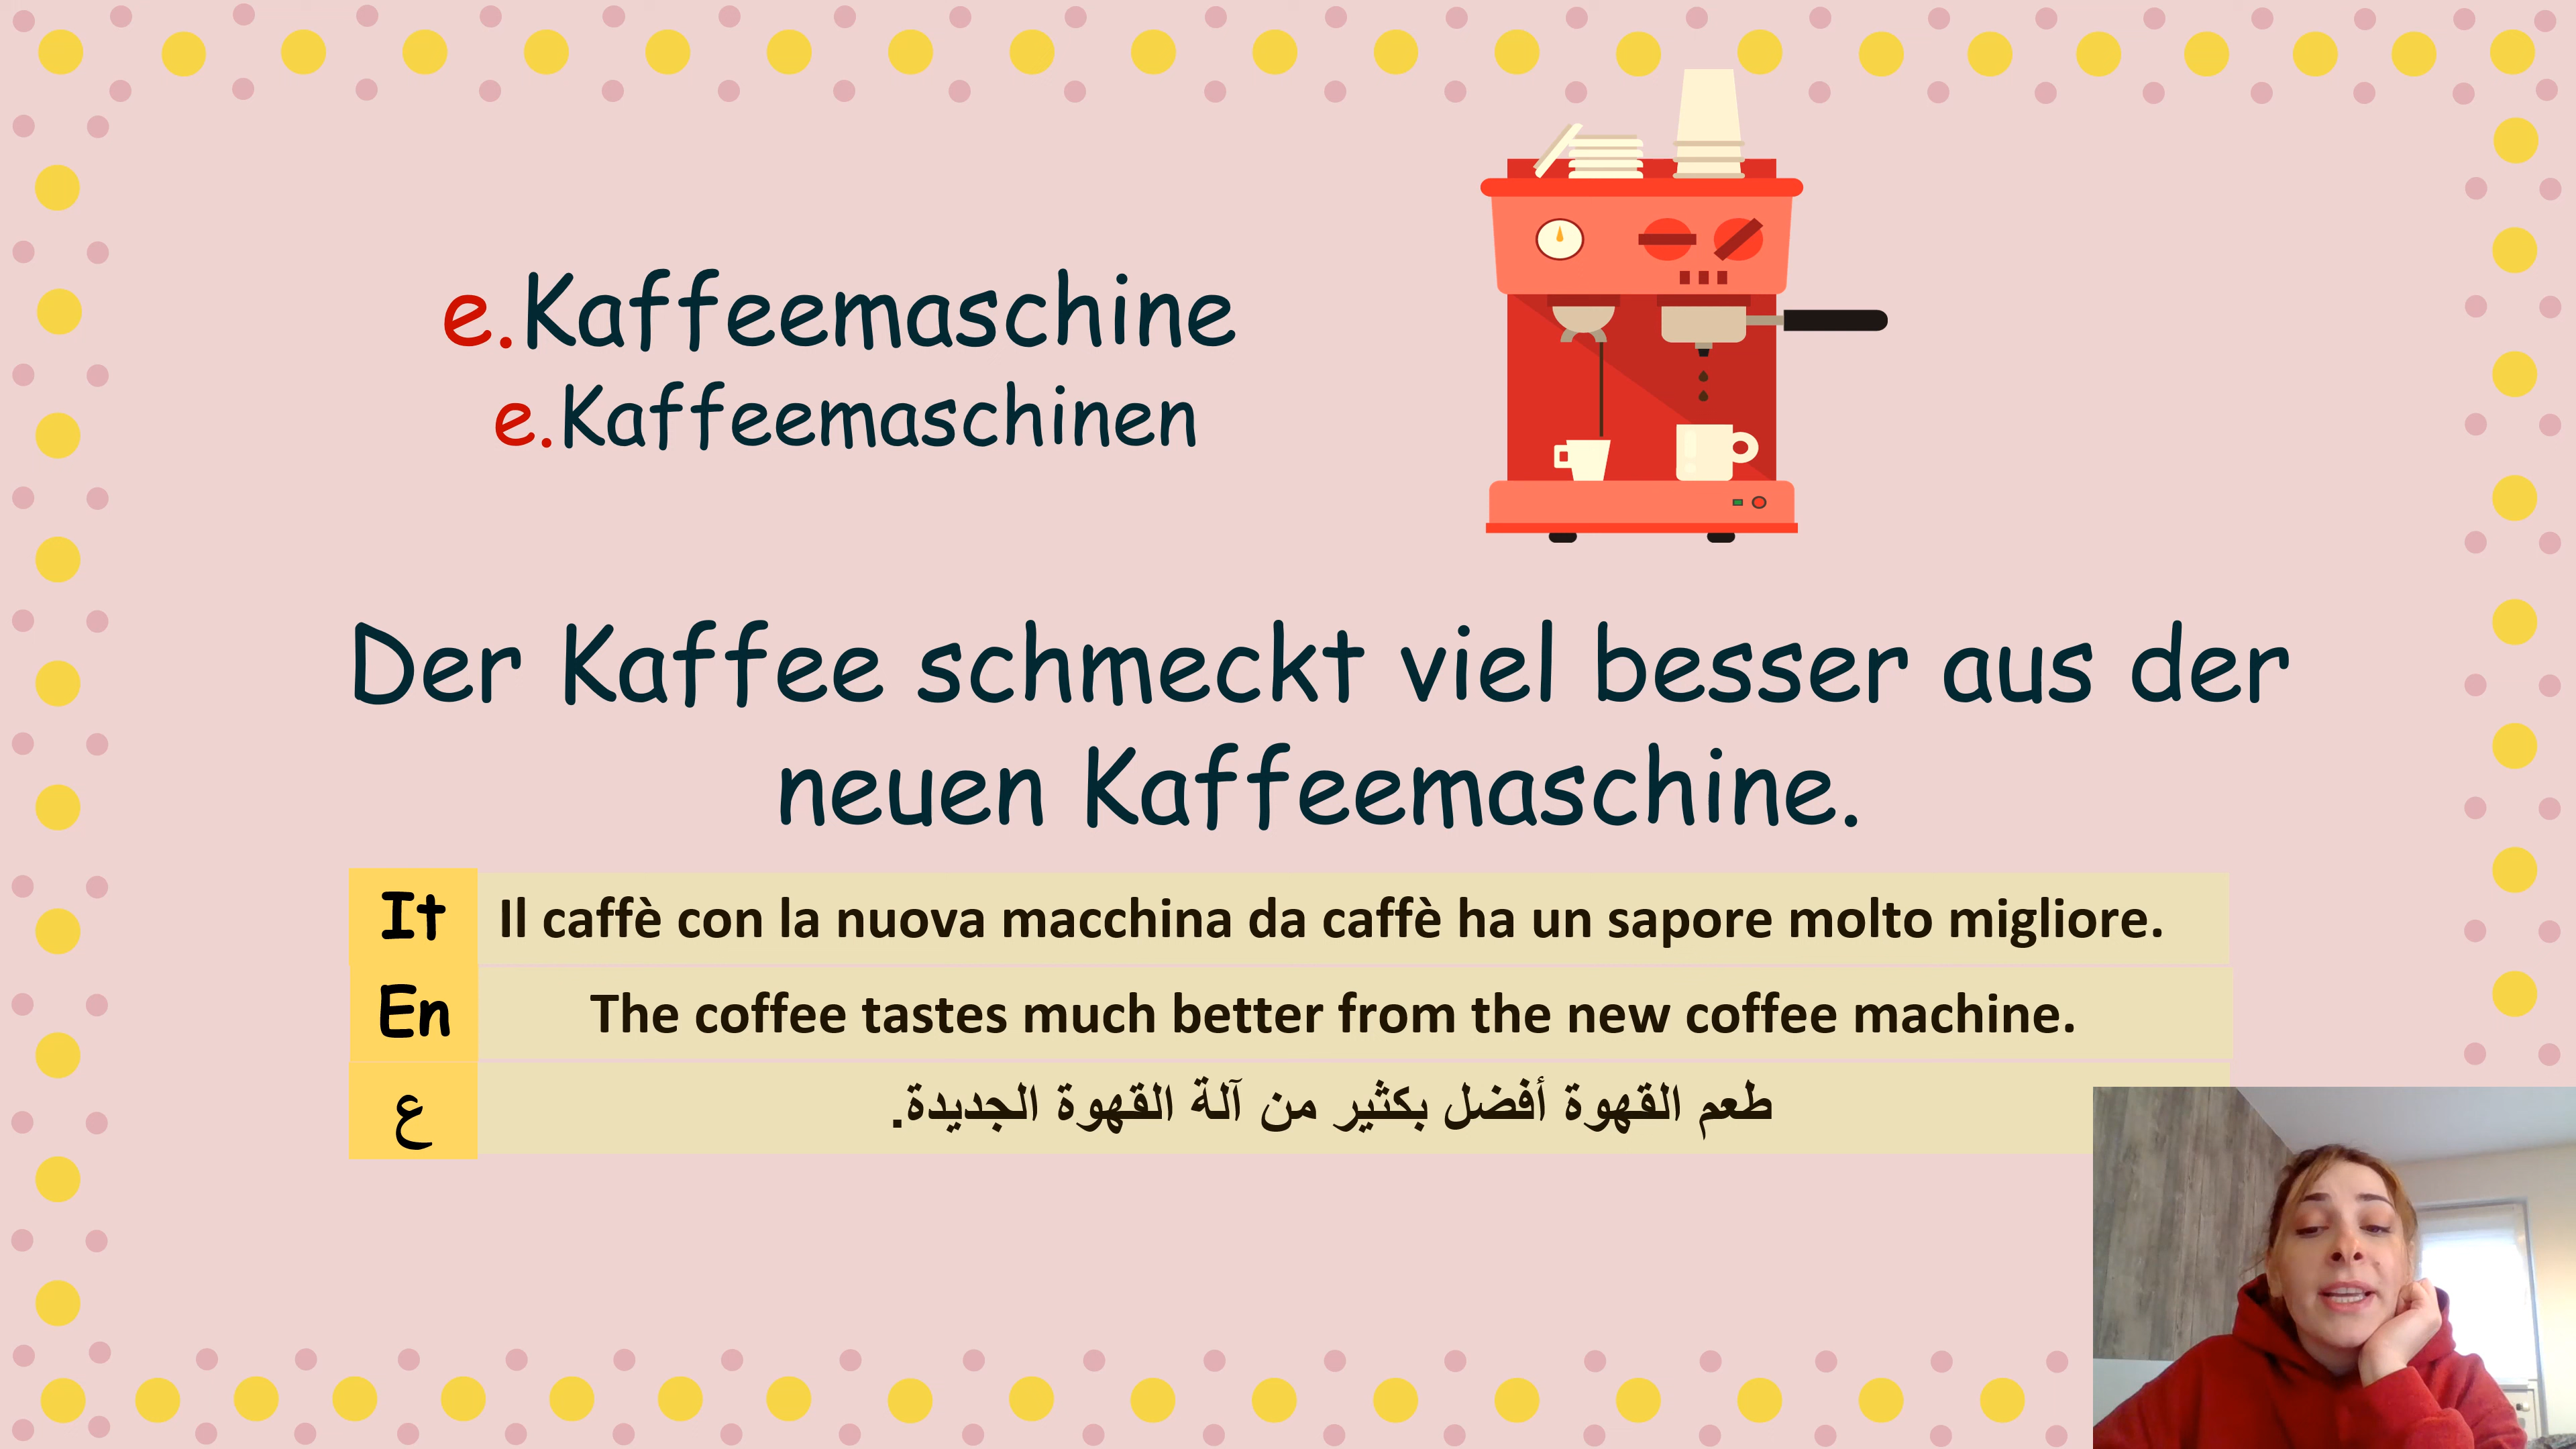 e.Kaffeemaschine
e.Kaffeemaschinen
Der Kaffee schmeckt viel besser aus der
neuen Kaffeemaschine.
It Il caffè con la nuova macchina da caffè ha un sapore molto migliore.
En The coffee tastes much better from the new coffee machine.
ع طعم القهوة أفضل بكثير من آلة القهوة الجديدة.